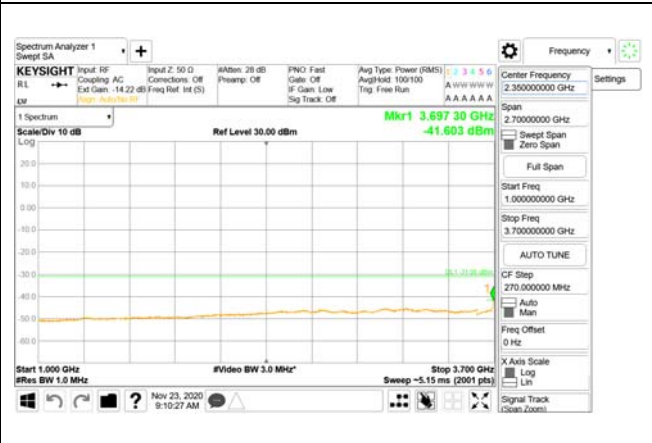 Spectrum Analyzer 1
Swept SA
Frequency
KEYSIGHT
RL
Input: RF
Coupling: AC
Ext Gain: -14.22 dB
Align: Auto/No RF
Input Z: 50 Ω
Corrections: Off
Freq Ref: Int (S)
#Atten: 28 dB
Preamp: Off
PNO: Fast
Gate: Off
IF Gain: Low
Sig Track: Off
Avg Type: Power (RMS)
Avg|Hold: 100/100
Trig: Free Run
1 2 3 4 5 6
A W W W W W
A A A A A A
1 Spectrum
Scale/Div 10 dB
Log
Ref Level 30.00 dBm
Mkr1 3.697 30 GHz
-41.603 dBm
20.0
10.0
0.00
-10.0
-20.0
-30.0
-40.0
-50.0
-60.0
1
Start 1.000 GHz
#Res BW 1.0 MHz
#Video BW 3.0 MHz*
Stop 3.700 GHz
Sweep ~5.15 ms (2001 pts)
Nov 23, 2020
9:10:27 AM
Center Frequency
2.350000000 GHz
Settings
Span
2.70000000 GHz
Swept Span
Zero Span
Full Span
Start Freq
1.000000000 GHz
Stop Freq
3.700000000 GHz
AUTO TUNE
CF Step
270.000000 MHz
Auto
Man
Freq Offset
0 Hz
X Axis Scale
Log
Lin
Signal Track
(Span Zoom)